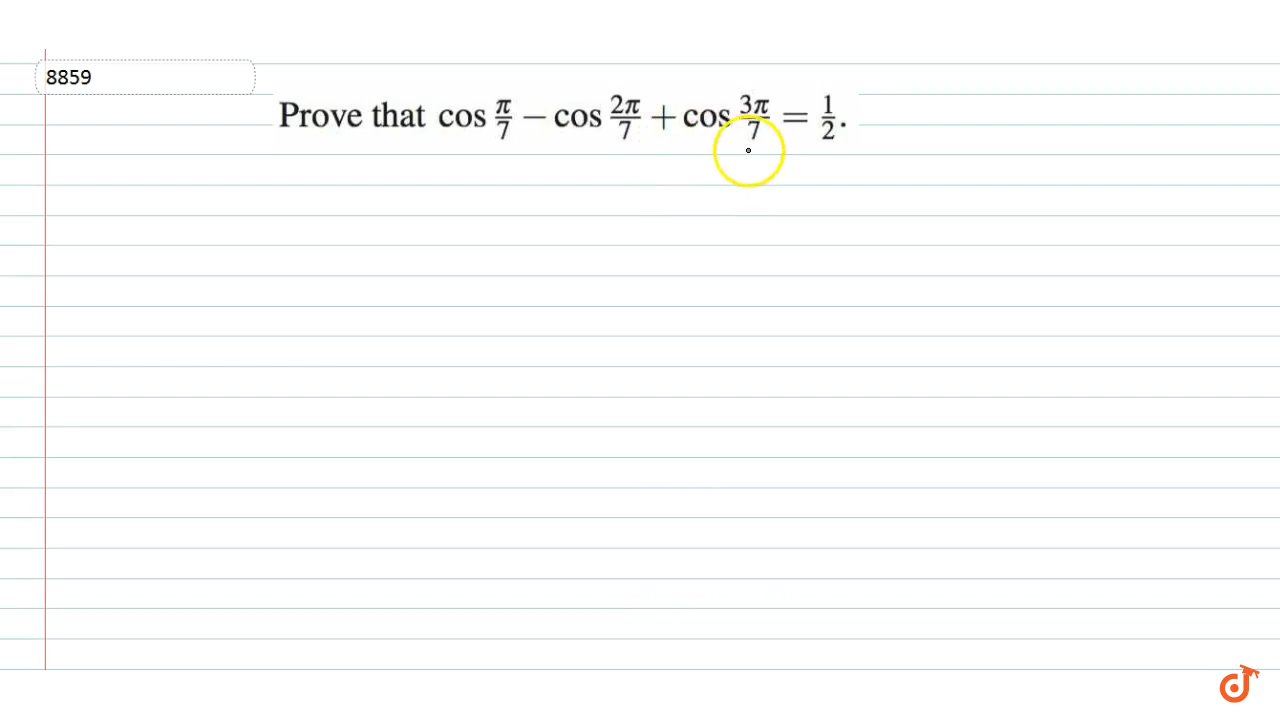 8859
Prove that cos π/7 − cos 2π/7 + cos 3π/7 = 1/2.